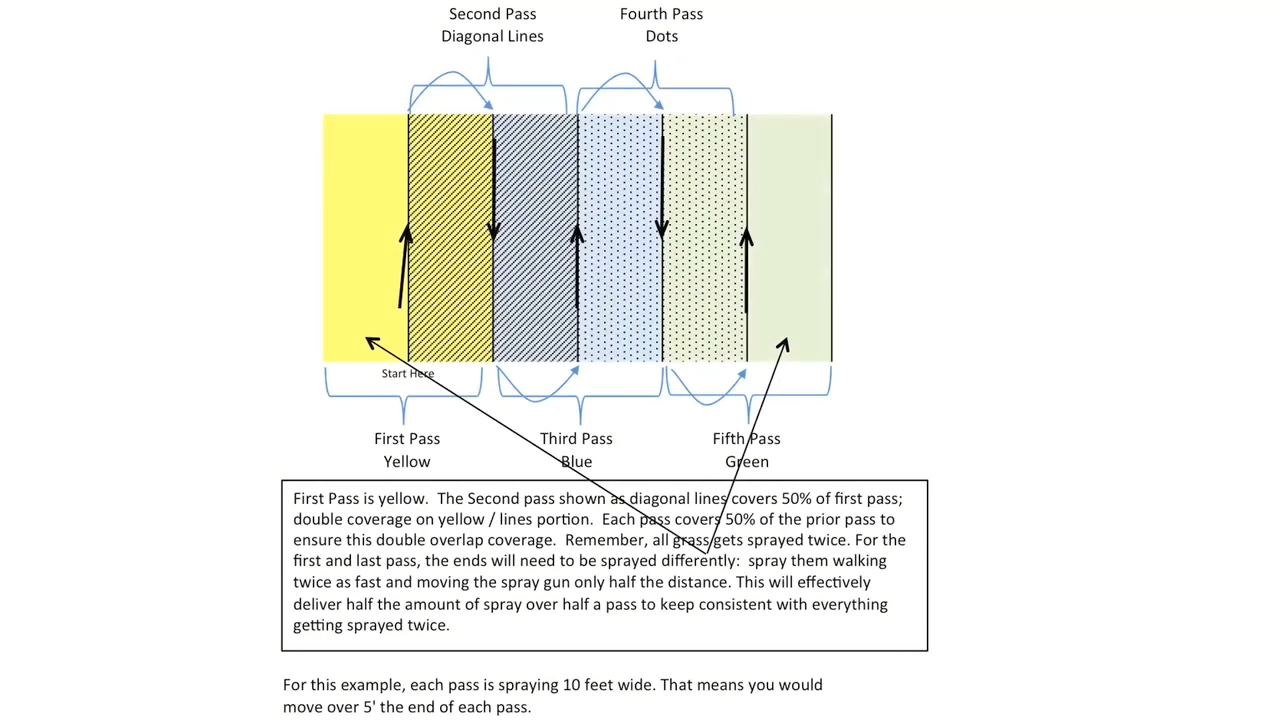 Second Pass
Diagonal Lines
Fourth Pass
Dots
Start Here
First Pass
Yellow
Third Pass
Blue
Fifth Pass
Green
First Pass is yellow.  The Second pass shown as diagonal lines covers 50% of first pass;
double coverage on yellow / lines portion.  Each pass covers 50% of the prior pass to
ensure this double overlap coverage.  Remember, all grass gets sprayed twice. For the
first and last pass, the ends will need to be sprayed differently:  spray them walking
twice as fast and moving the spray gun only half the distance. This will effectively
deliver half the amount of spray over half a pass to keep consistent with everything
getting sprayed twice.
For this example, each pass is spraying 10 feet wide. That means you would
move over 5' the end of each pass.